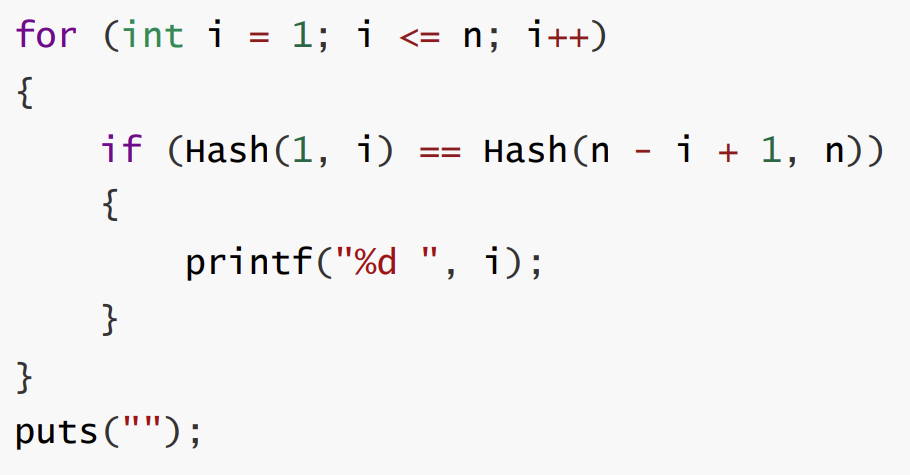 for (int i = 1; i <= n; i++)
{
    if (Hash(1, i) == Hash(n - i + 1, n))
    {
        printf("%d ", i);
    }
}
puts("");